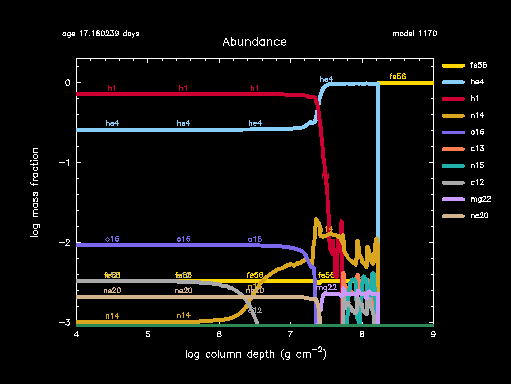 age 17.160239 days
model 1170
Abundance
he4
fe56
h1 h1 h1
he4 he4 he4
n14
o16 o16 o16
fe56 fe56 fe56 fe56
ne20 ne20 ne20 mg22
n14 n14 c12
0
−1
−2
−3
4 5 6 7 8 9
log mass fraction
log column depth (g cm⁻²)
fe56
he4
h1
n14
o16
c13
n15
c12
mg22
ne20